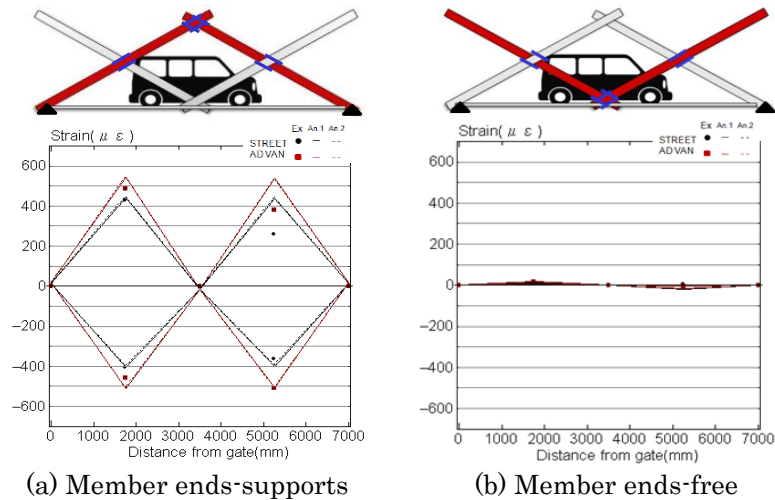 Strain( μ ε )
Ex An.1 An.2
STREET
ADVAN
600
400
200
0
−200
−400
−600
0 1000 2000 3000 4000 5000 6000 7000
Distance from gate(mm)
(a) Member ends-supports
Strain( μ ε )
Ex An.1 An.2
STREET
ADVAN
600
400
200
0
−200
−400
−600
0 1000 2000 3000 4000 5000 6000 7000
Distance from gate(mm)
(b) Member ends-free